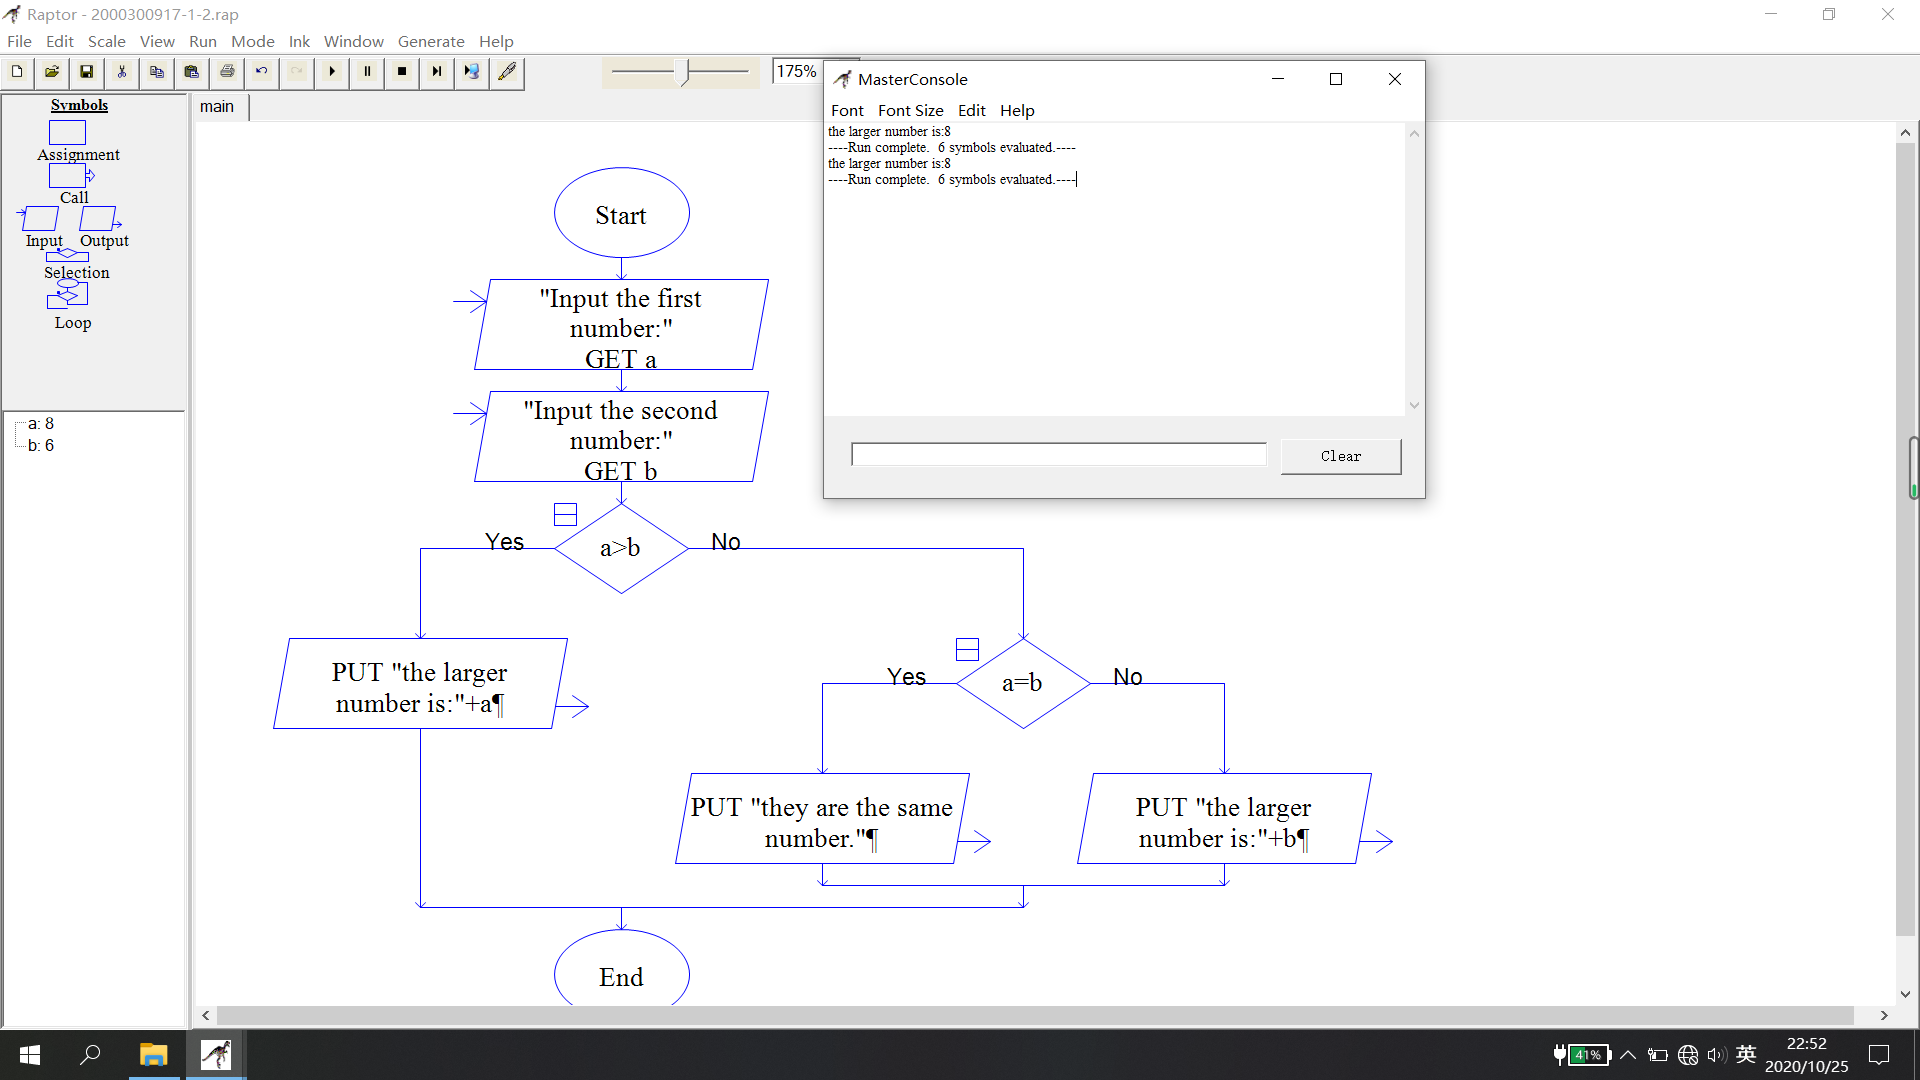 Raptor - 2000300917-1-2.rap
File Edit Scale View Run Mode Ink Window Generate Help
175%
Symbols
Assignment
Call
Input Output
Selection
Loop
a: 8
b: 6
main
Start
"Input the first
number:"
GET a
"Input the second
number:"
GET b
Yes
a>b
No
PUT "the larger
number is:"+a¶
Yes
a=b
No
PUT "they are the same
number."¶
PUT "the larger
number is:"+b¶
End
MasterConsole
Font Font Size Edit Help
the larger number is:8
----Run complete.  6 symbols evaluated.----
the larger number is:8
----Run complete.  6 symbols evaluated.----
Clear
41%
英
22:52
2020/10/25